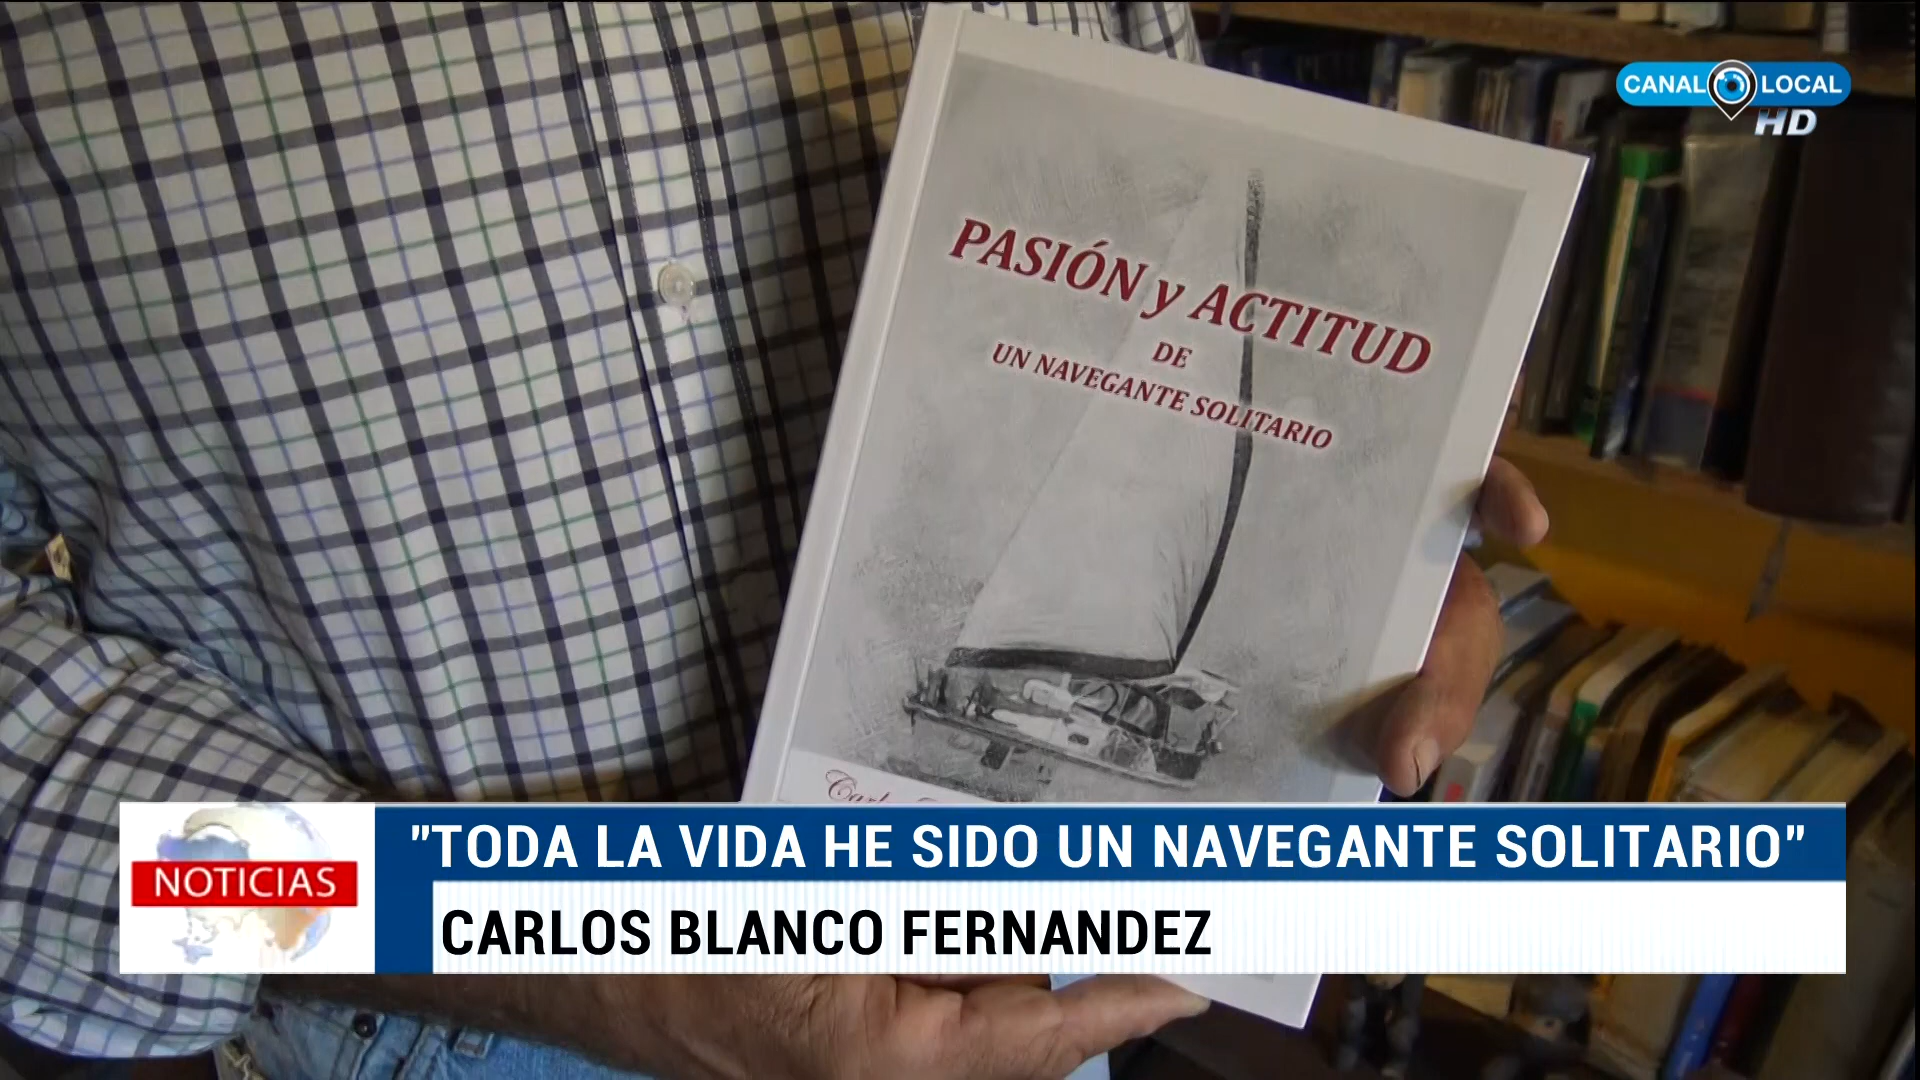 CANAL LOCAL
HD
PASIÓN y ACTITUD
DE
UN NAVEGANTE SOLITARIO
NOTICIAS
"TODA LA VIDA HE SIDO UN NAVEGANTE SOLITARIO"
CARLOS BLANCO FERNANDEZ